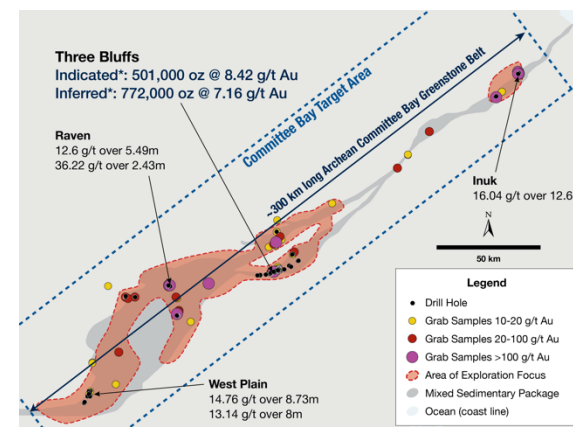 Three Bluffs
Indicated*: 501,000 oz @ 8.42 g/t Au
Inferred*: 772,000 oz @ 7.16 g/t Au
Committee Bay Target Area
~300 km long Archean Committee Bay Greenstone Belt
Raven
12.6 g/t over 5.49m
36.22 g/t over 2.43m
Inuk
16.04 g/t over 12.6
N
50 km
West Plain
14.76 g/t over 8.73m
13.14 g/t over 8m
Legend
Drill Hole
Grab Samples 10-20 g/t Au
Grab Samples 20-100 g/t Au
Grab Samples >100 g/t Au
Area of Exploration Focus
Mixed Sedimentary Package
Ocean (coast line)